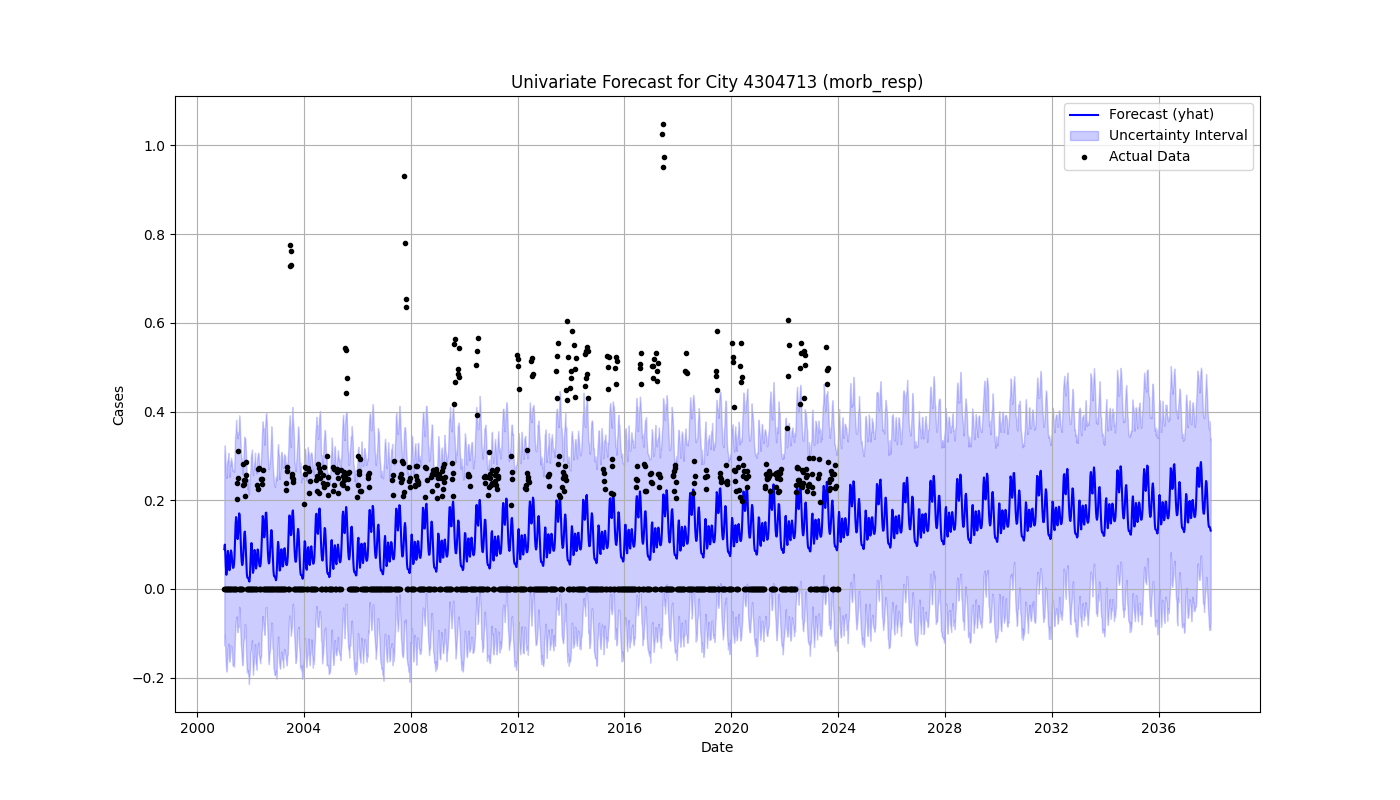 Univariate Forecast for City 4304713 (morb_resp)
Forecast (yhat)
Uncertainty Interval
Actual Data
Cases
1.0
0.8
0.6
0.4
0.2
0.0
−0.2
2000 2004 2008 2012 2016 2020 2024 2028 2032 2036
Date